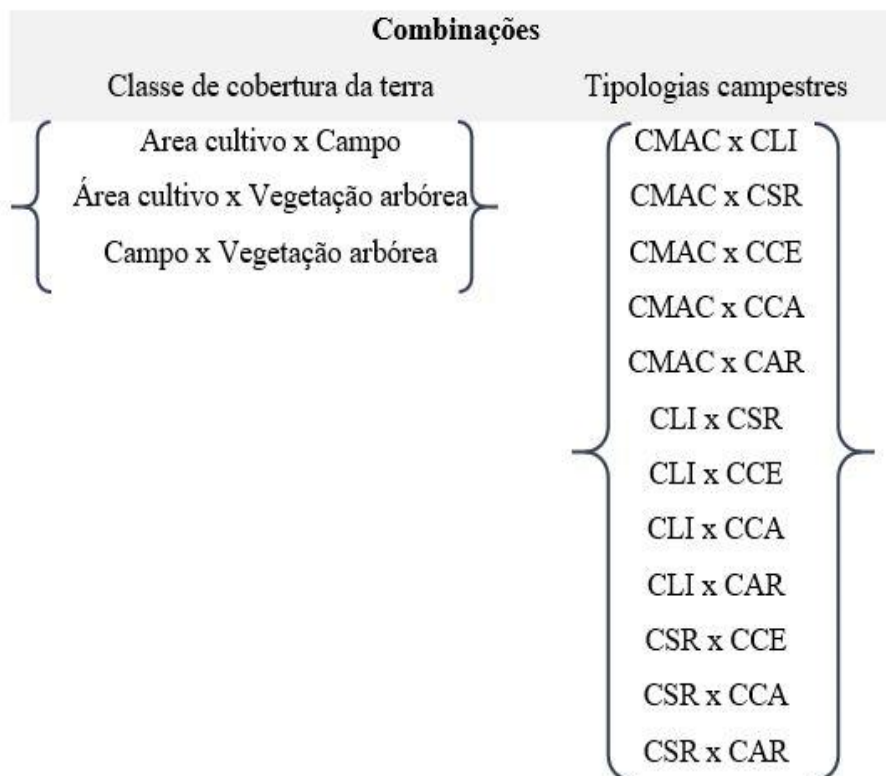 Combinações
Classe de cobertura da terra
Tipologias campestres
Area cultivo x Campo
Área cultivo x Vegetação arbórea
Campo x Vegetação arbórea
CMAC x CLI
CMAC x CSR
CMAC x CCE
CMAC x CCA
CMAC x CAR
CLI x CSR
CLI x CCE
CLI x CCA
CLI x CAR
CSR x CCE
CSR x CCA
CSR x CAR